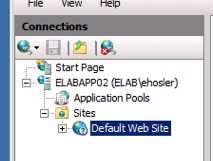 File View Help
Connections
Start Page
ELABAPP02 (ELAB\ehosler)
Application Pools
Sites
Default Web Site